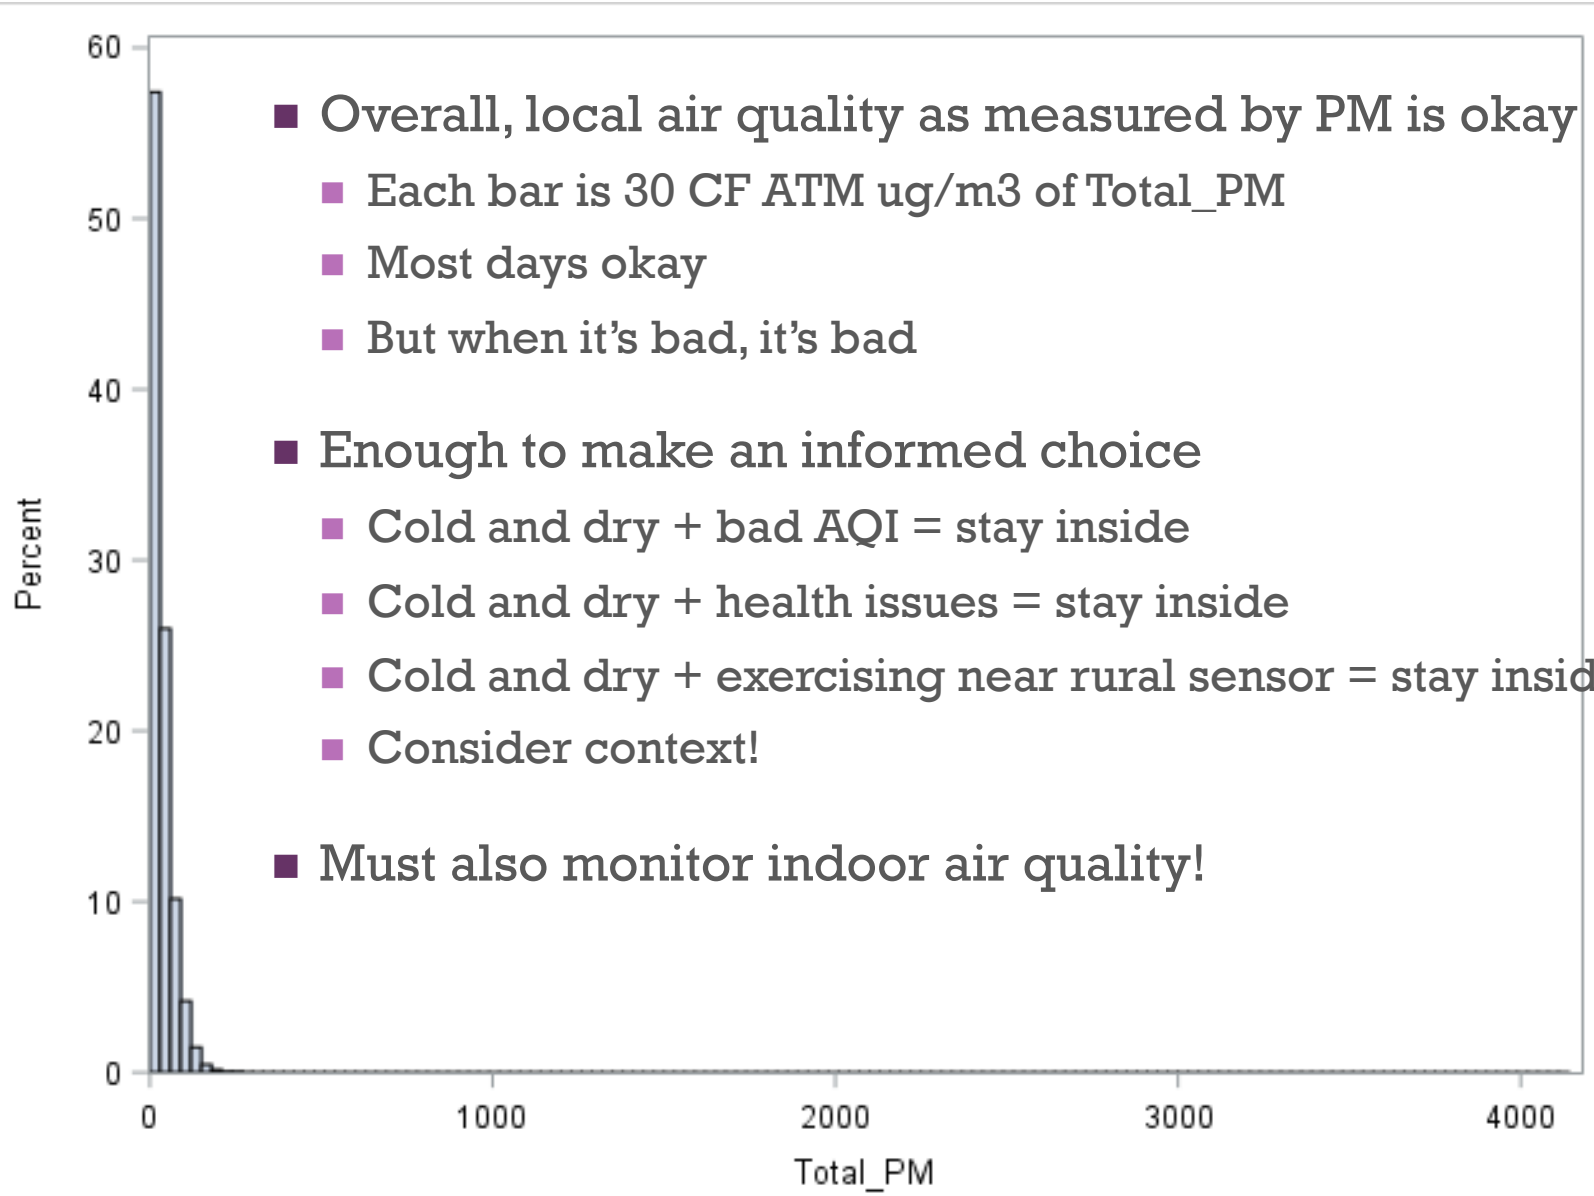 60
50
40
30
20
10
0
Percent
Overall, local air quality as measured by PM is okay
Each bar is 30 CF ATM ug/m3 of Total_PM
Most days okay
But when it’s bad, it’s bad
Enough to make an informed choice
Cold and dry + bad AQI = stay inside
Cold and dry + health issues = stay inside
Cold and dry + exercising near rural sensor = stay insid
Consider context!
Must also monitor indoor air quality!
0 1000 2000 3000 4000
Total_PM